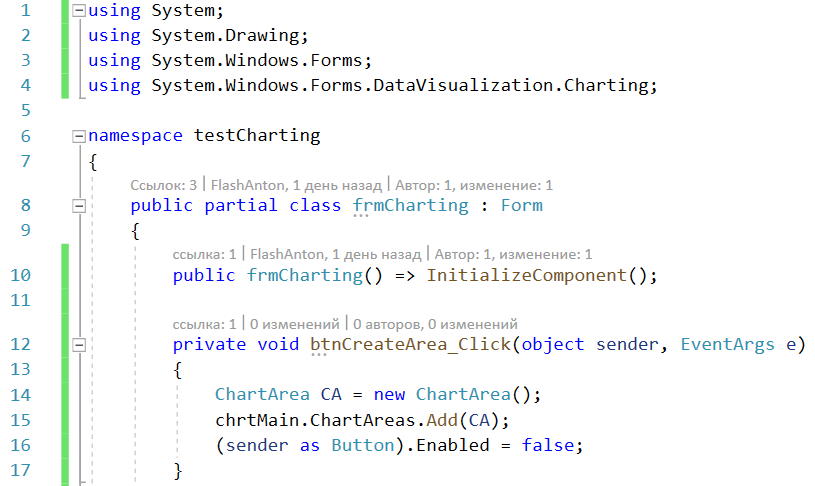 1 using System;
2 using System.Drawing;
3 using System.Windows.Forms;
4 using System.Windows.Forms.DataVisualization.Charting;
5
6 namespace testCharting
7 {
Ссылок: 3 | FlashAnton, 1 день назад | Автор: 1, изменение: 1
8 public partial class frmCharting : Form
9 {
ссылка: 1 | FlashAnton, 1 день назад | Автор: 1, изменение: 1
10 public frmCharting() => InitializeComponent();
11
ссылка: 1 | 0 изменений | 0 авторов, 0 изменений
12 private void btnCreateArea_Click(object sender, EventArgs e)
13 {
14 ChartArea CA = new ChartArea();
15 chrtMain.ChartAreas.Add(CA);
16 (sender as Button).Enabled = false;
17 }